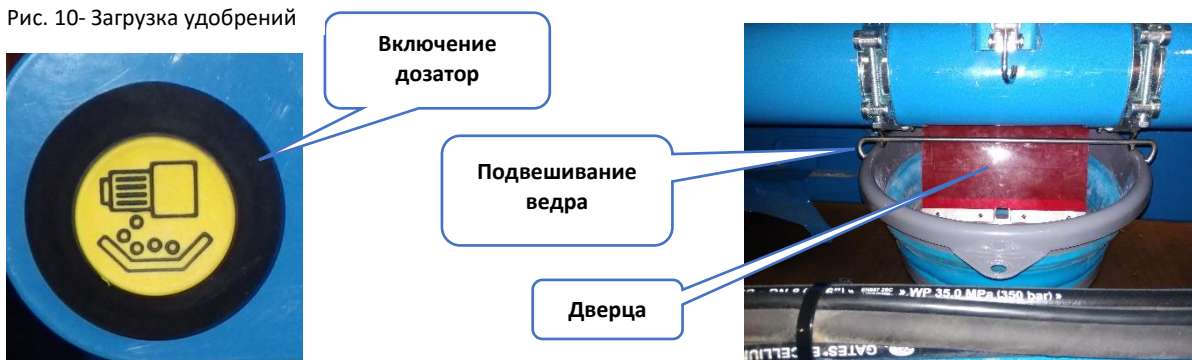 Рис. 10- Загрузка удобрений
Включение
дозатор
Подвешивание
ведра
Дверца
».WP 35.0 MPa (350 bar) »
GATES